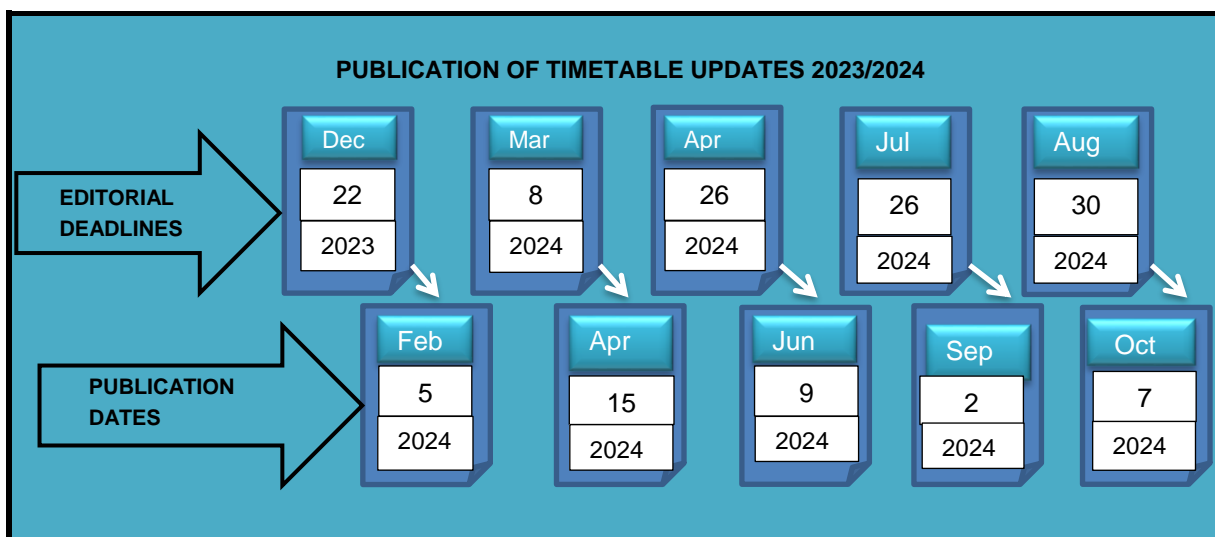 PUBLICATION OF TIMETABLE UPDATES 2023/2024
EDITORIAL
DEADLINES
Dec
22
2023
Mar
8
2024
Apr
26
2024
Jul
26
2024
Aug
30
2024
PUBLICATION
DATES
Feb
5
2024
Apr
15
2024
Jun
9
2024
Sep
2
2024
Oct
7
2024